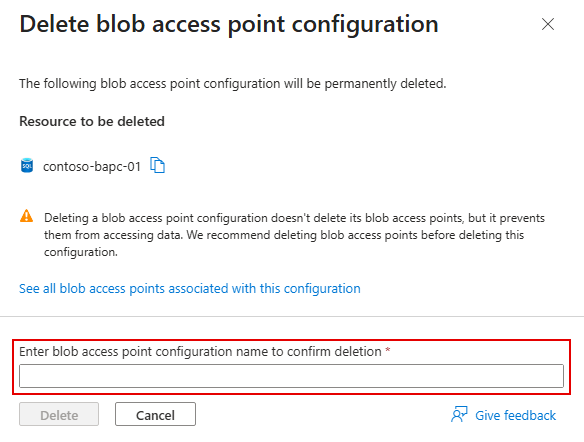 Delete blob access point configuration
The following blob access point configuration will be permanently deleted.
Resource to be deleted
SQL
contoso-bapc-01
Deleting a blob access point configuration doesn't delete its blob access points, but it prevents
them from accessing data. We recommend deleting blob access points before deleting this
configuration.
See all blob access points associated with this configuration
Enter blob access point configuration name to confirm deletion *
Delete
Cancel
Give feedback